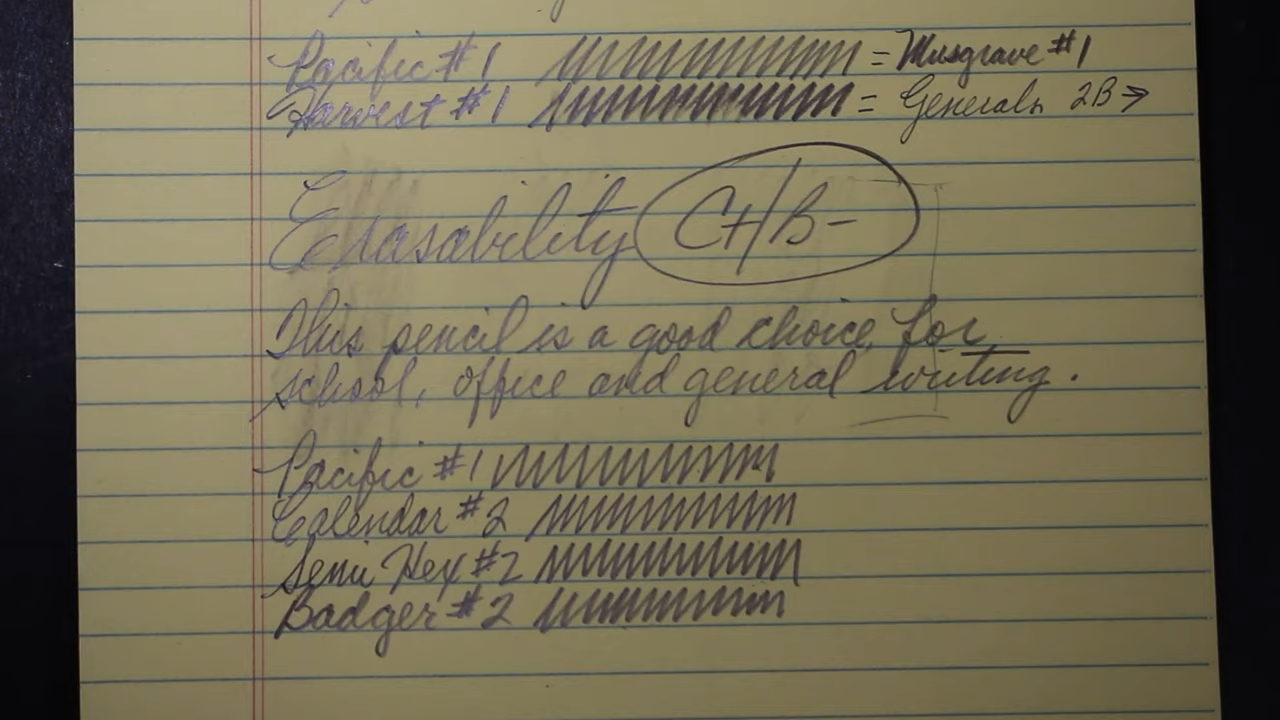 Pacific #1 = Musgrave #1
Harvest #1 = Generals 2B →
Erasability C+/B-
This pencil is a good choice for
school, office and general writing.
Pacific #1
Calendar #2
Semi Hex #2
Badger #2